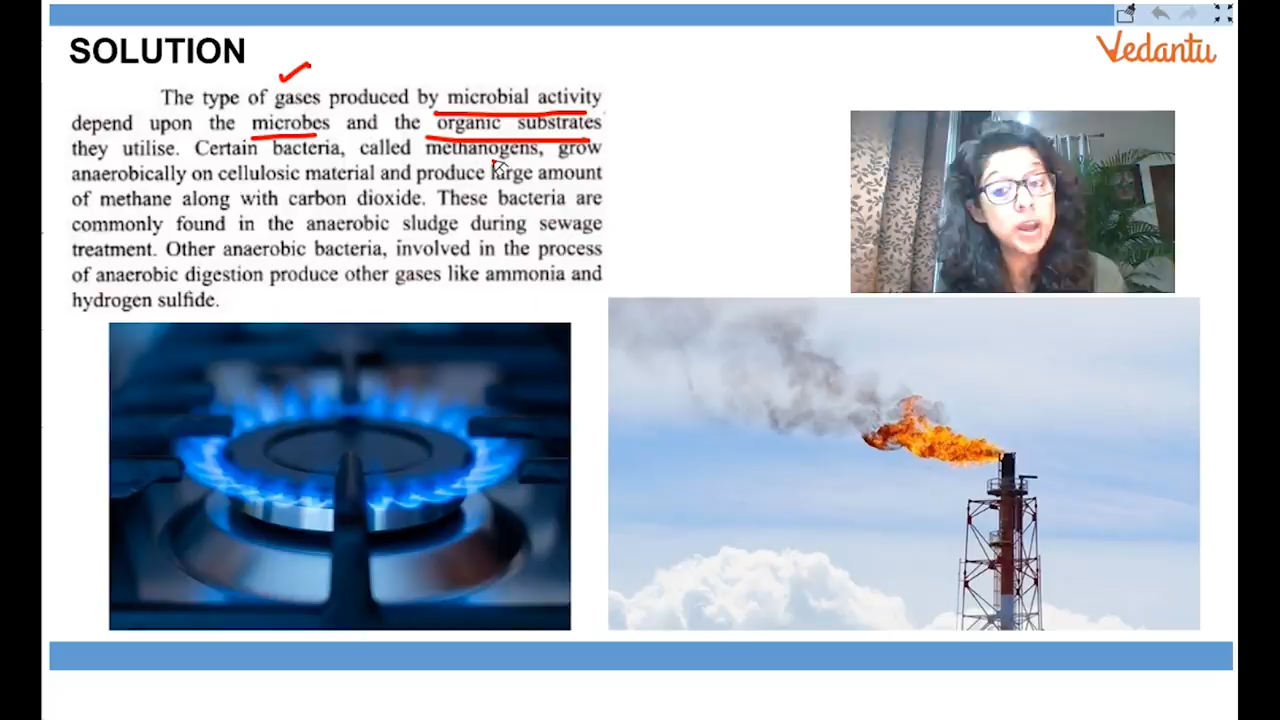 SOLUTION
Vedantu
The type of gases produced by microbial activity
depend upon the microbes and the organic substrates
they utilise. Certain bacteria, called methanogens, grow
anaerobically on cellulosic material and produce large amount
of methane along with carbon dioxide. These bacteria are
commonly found in the anaerobic sludge during sewage
treatment. Other anaerobic bacteria, involved in the process
of anaerobic digestion produce other gases like ammonia and
hydrogen sulfide.